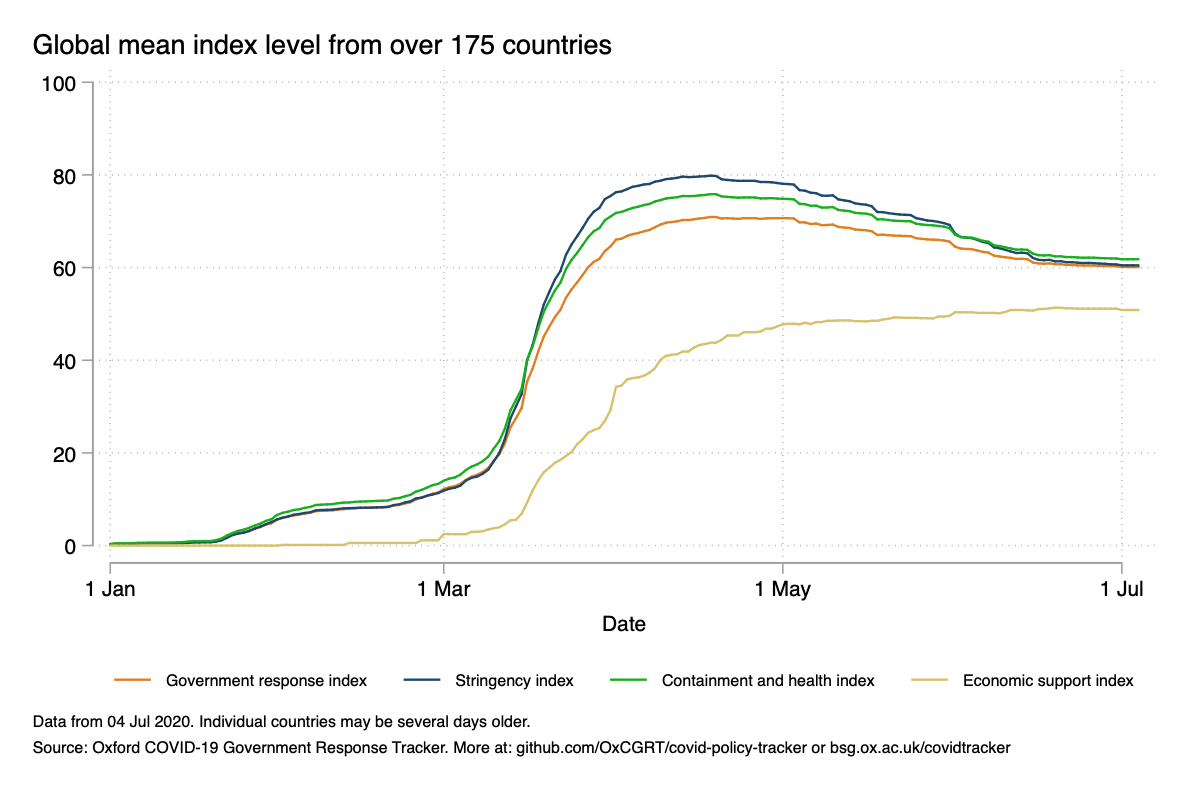 Global mean index level from over 175 countries
100
80
60
40
20
0
1 Jan 1 Mar 1 May 1 Jul
Date
Government response index Stringency index Containment and health index Economic support index
Data from 04 Jul 2020. Individual countries may be several days older.
Source: Oxford COVID-19 Government Response Tracker. More at: github.com/OxCGRT/covid-policy-tracker or bsg.ox.ac.uk/covidtracker